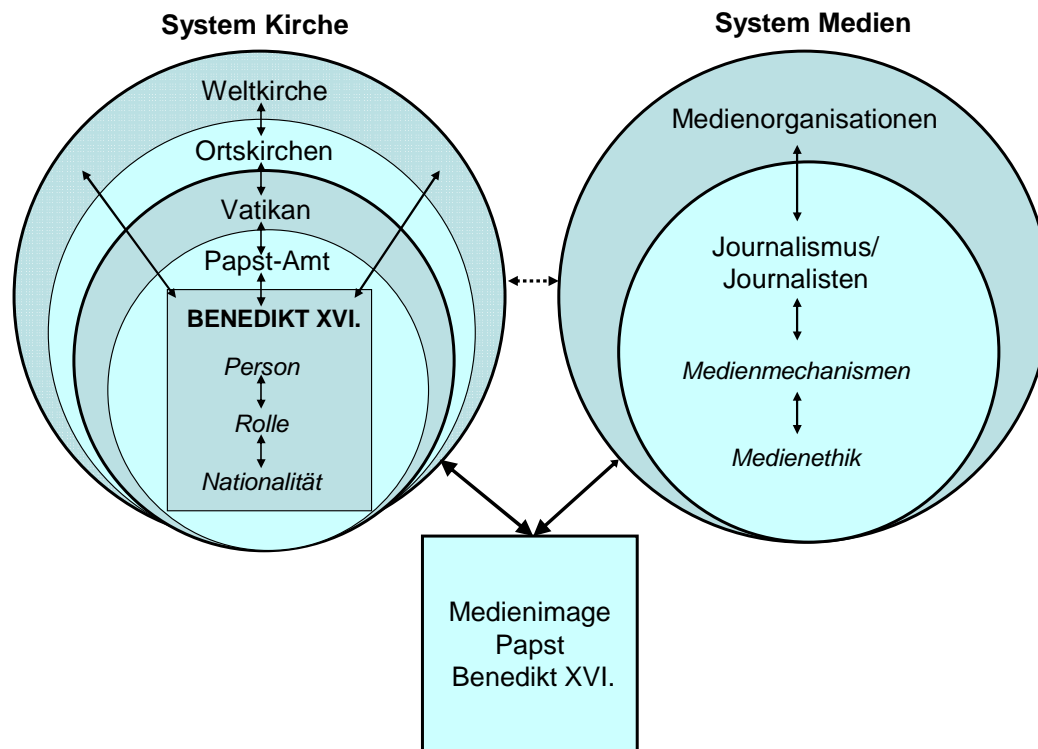 System Kirche
Weltkirche
Ortskirchen
Vatikan
Papst-Amt
BENEDIKT XVI.
Person
Rolle
Nationalität
System Medien
Medienorganisationen
Journalismus/
Journalisten
Medienmechanismen
Medienethik
Medienimage
Papst
Benedikt XVI.